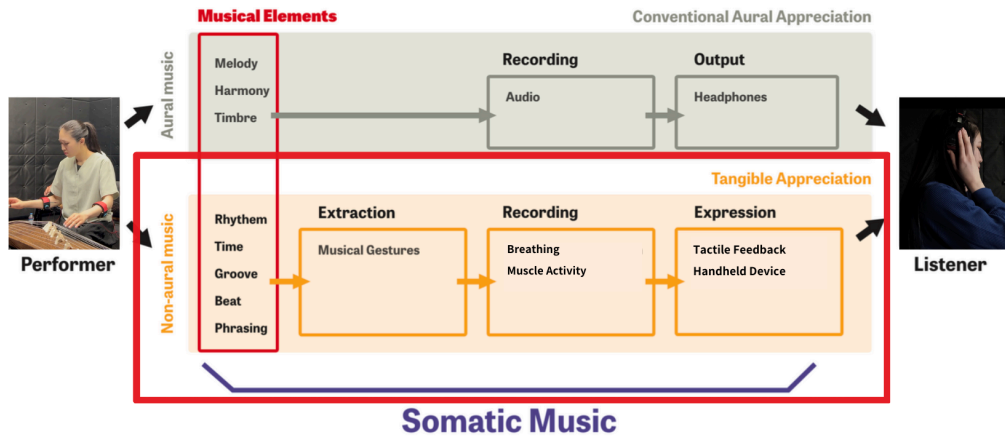 Musical Elements
Conventional Aural Appreciation
Aural music
Melody
Harmony
Timbre
Recording
Audio
Output
Headphones
Performer
Listener
Tangible Appreciation
Non-aural music
Rhythem
Time
Groove
Beat
Phrasing
Extraction
Musical Gestures
Recording
Breathing
Muscle Activity
Expression
Tactile Feedback
Handheld Device
Somatic Music